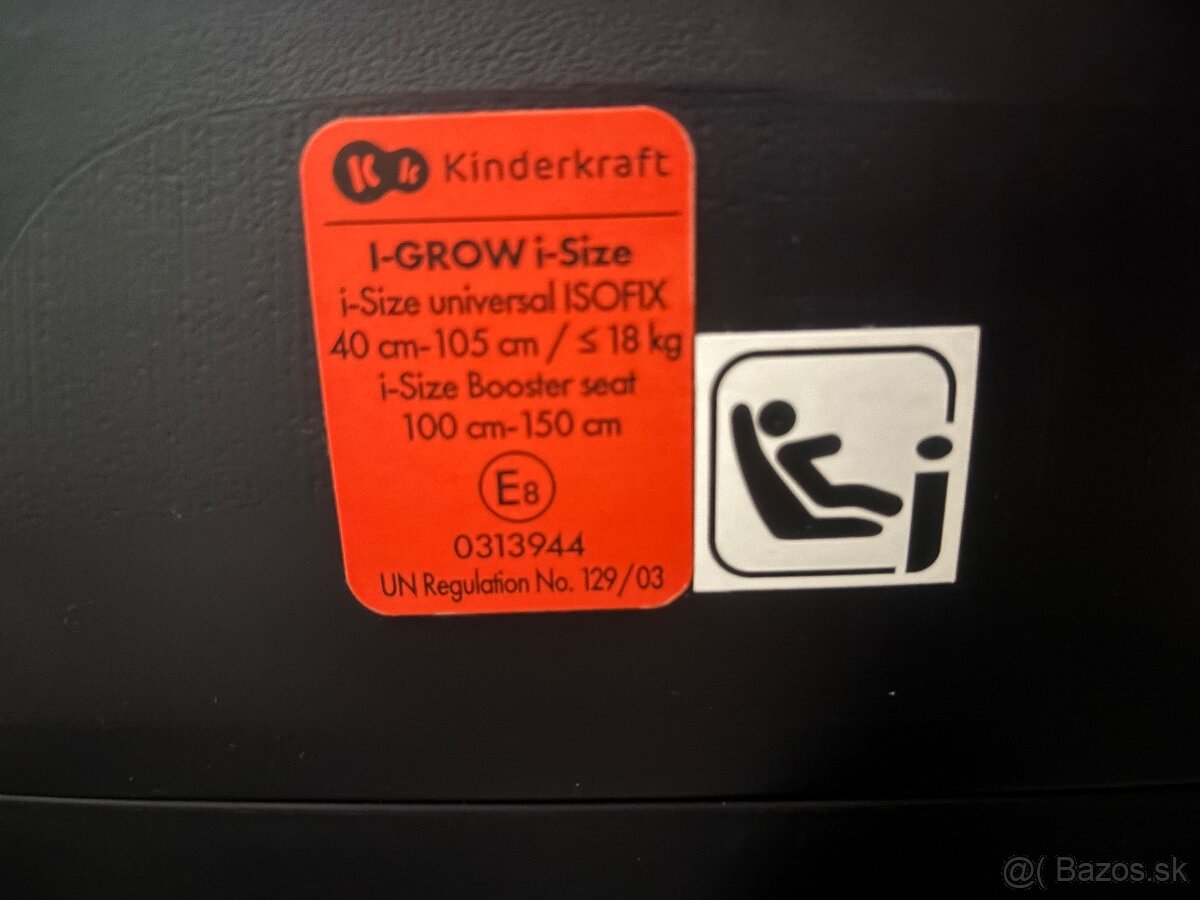 Kinderkraft
I-GROW i-Size
i-Size universal ISOFIX
40 cm-105 cm / ≤ 18 kg
i-Size Booster seat
100 cm-150 cm
E8
0313944
UN Regulation No. 129/03
i
@( Bazos.sk